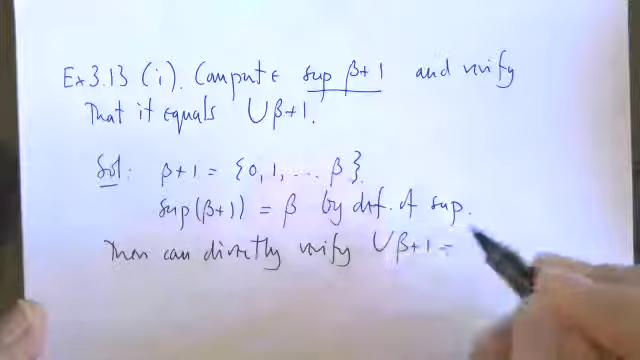 Ex 3.13 (i). Compute sup β+1 and verify
That it equals ∪β+1.
Sol: β+1 = {0, 1, ... β}.
sup(β+1) = β by def. of sup.
Then can directly verify ∪β+1 =